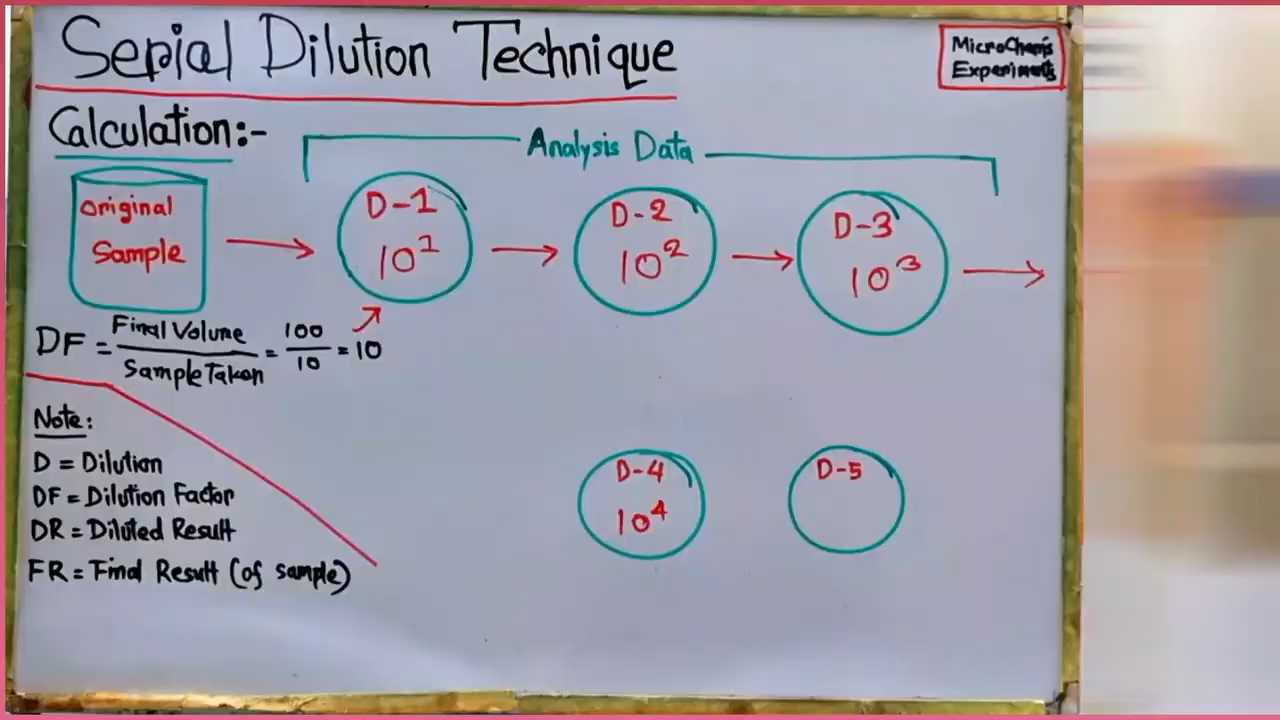 Serial Dilution Technique
MicroChem's
Experiments
Calculation:-
Analysis Data
Original
Sample
D-1
10¹
D-2
10²
D-3
10³
DF = Final Volume / Sample Taken = 100 / 10 = 10
Note:
D = Dilution
DF = Dilution Factor
DR = Diluted Result
FR = Final Result (of sample)
D-4
10⁴
D-5